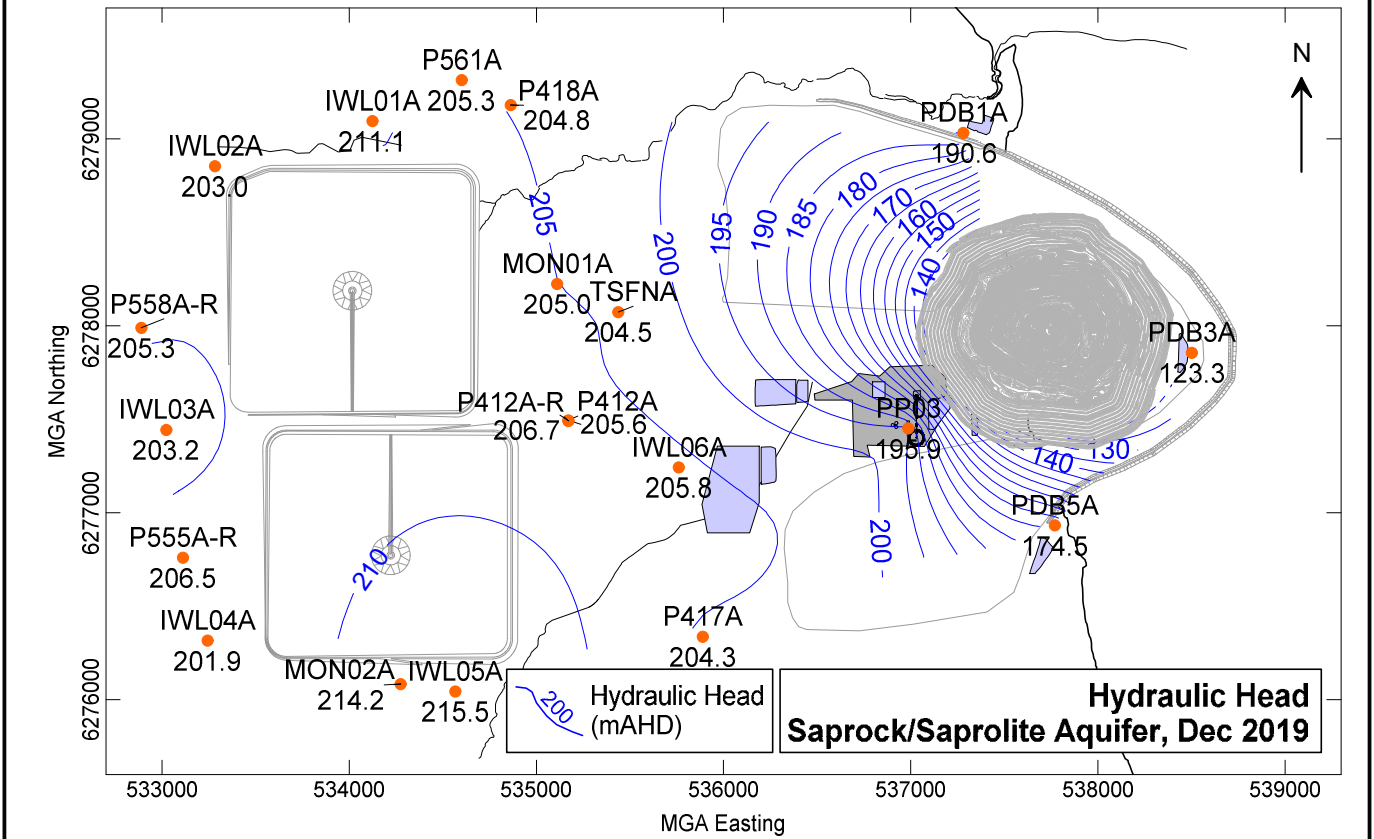 P561A
205.3
IWL01A
211.1
P418A
204.8
PDB1A
190.6
N
IWL02A
203.0
6279000
205
200
195
190
185
180
170
160
150
140
MON01A
205.0
TSFNA
204.5
P558A-R
205.3
PDB3A
123.3
6278000
MGA Northing
IWL03A
203.2
P412A-R
206.7
P412A
205.6
PP03
195.9
IWL06A
205.8
140
130
6277000
PDB5A
174.5
P555A-R
206.5
210
200
IWL04A
201.9
P417A
204.3
MON02A
214.2
IWL05A
215.5
6276000
200
Hydraulic Head
(mAHD)
Hydraulic Head
Saprock/Saprolite Aquifer, Dec 2019
533000
534000
535000
536000
537000
538000
539000
MGA Easting